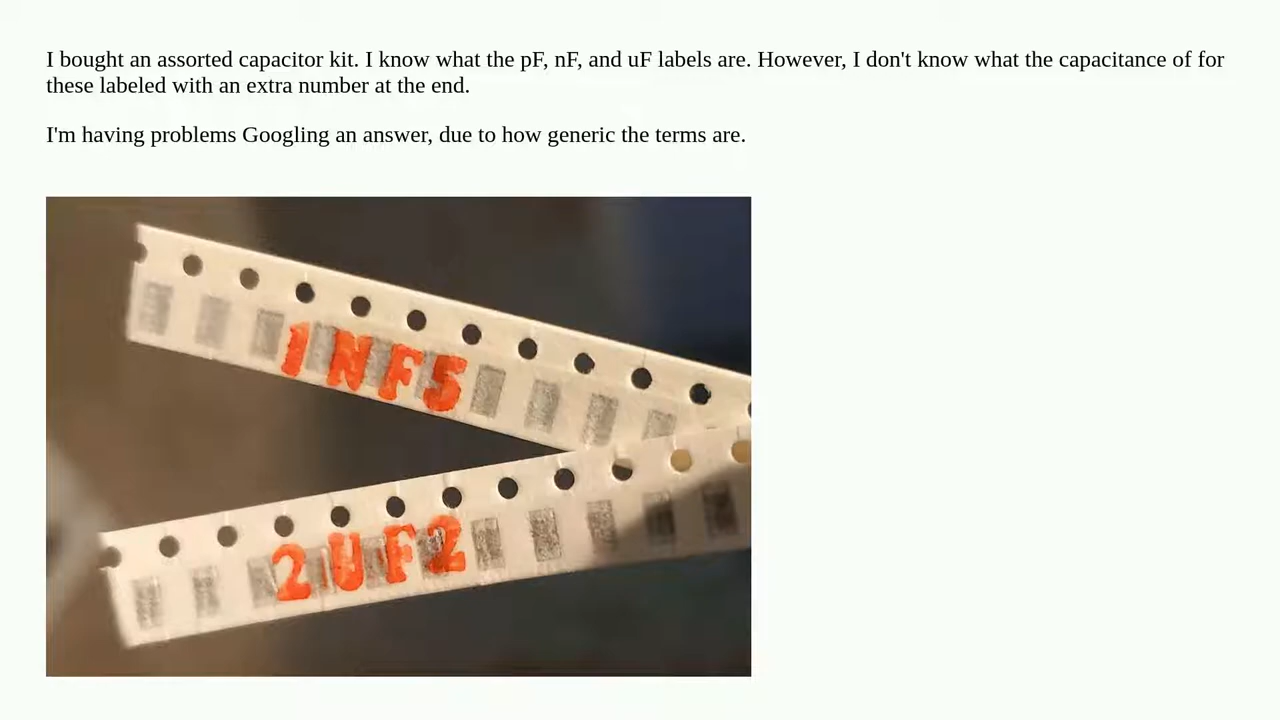 I bought an assorted capacitor kit. I know what the pF, nF, and uF labels are. However, I don't know what the capacitance of for
these labeled with an extra number at the end.
I'm having problems Googling an answer, due to how generic the terms are.
1NF5
2UF2